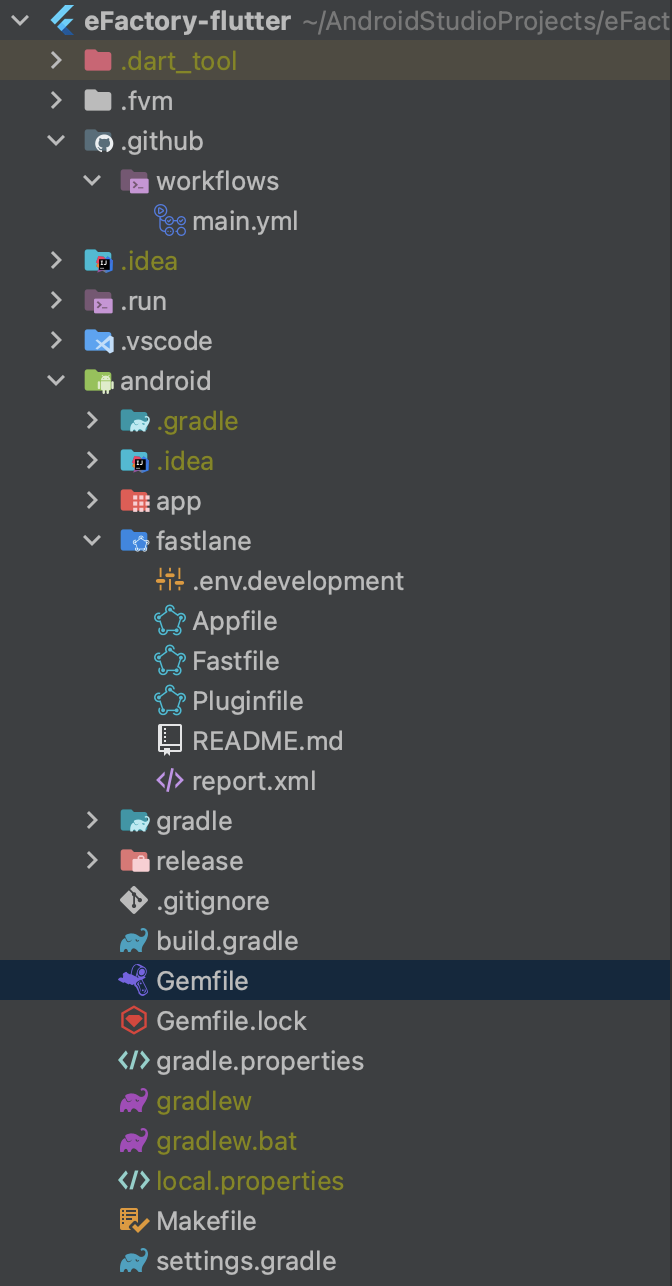 eFactory-flutter ~/AndroidStudioProjects/eFact
.dart_tool
.fvm
.github
workflows
main.yml
.idea
.run
.vscode
android
.gradle
.idea
app
fastlane
.env.development
Appfile
Fastfile
Pluginfile
README.md
report.xml
gradle
release
.gitignore
build.gradle
Gemfile
Gemfile.lock
gradle.properties
gradlew
gradlew.bat
local.properties
Makefile
settings.gradle